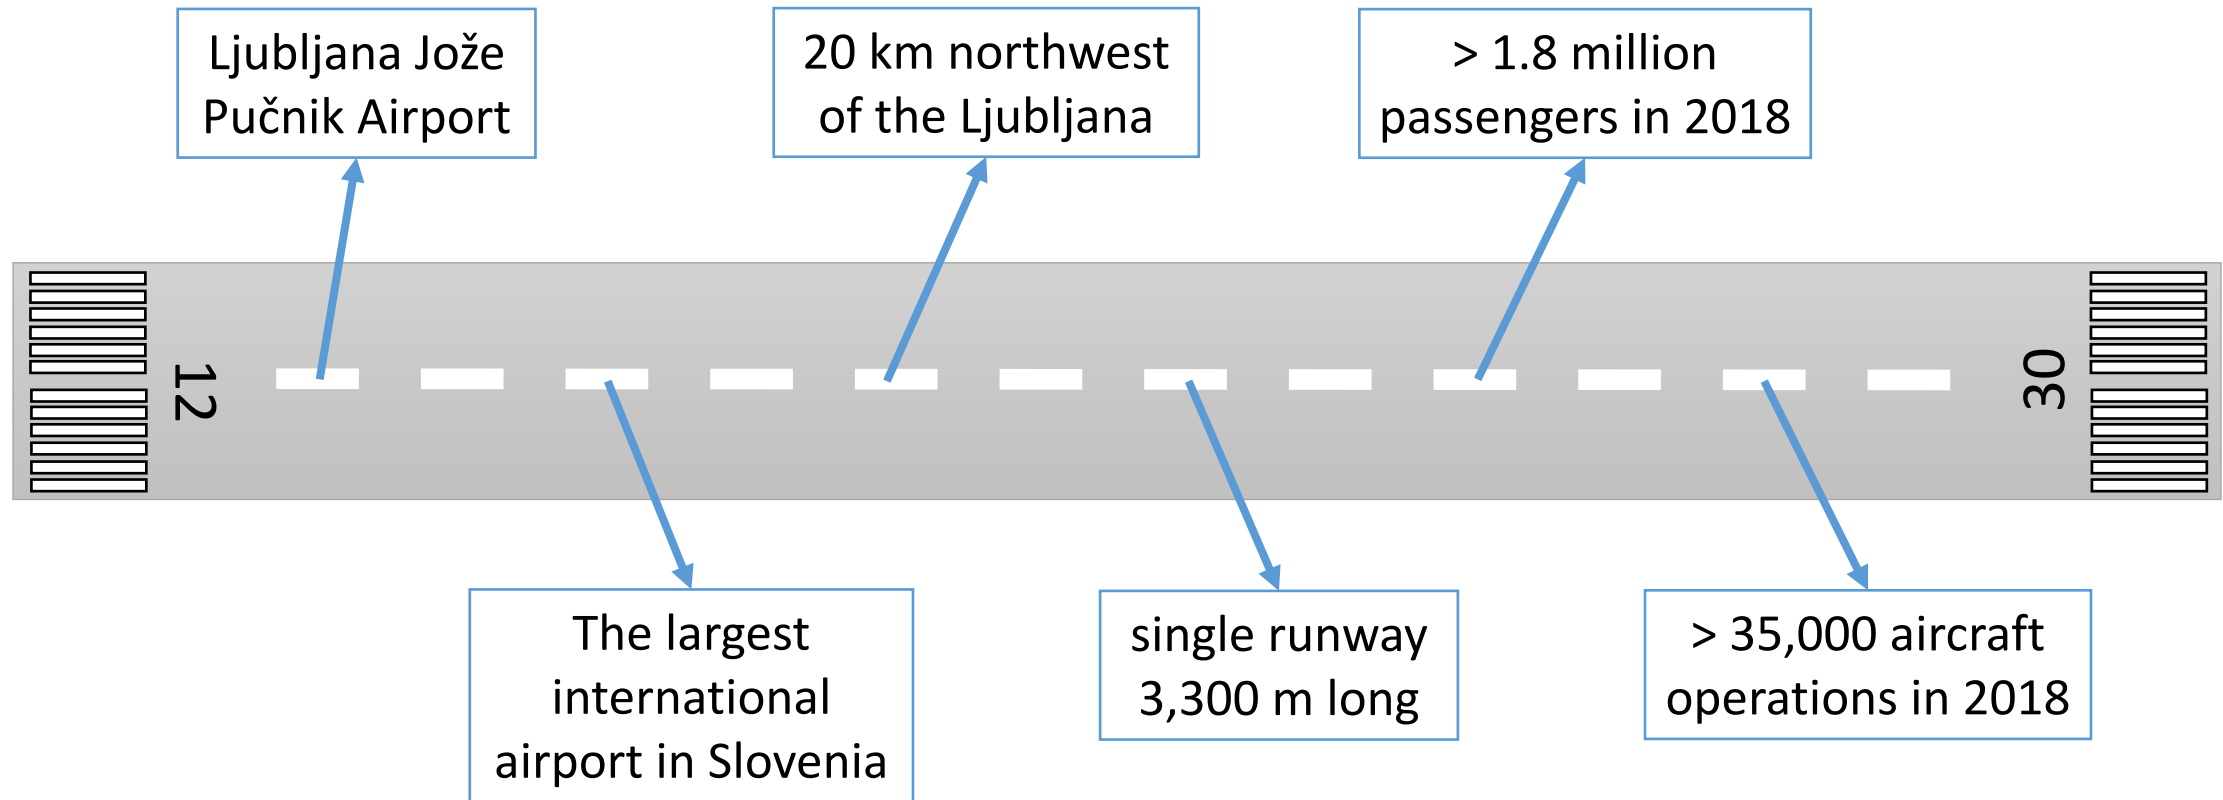 Ljubljana Jože
Pučnik Airport
20 km northwest
of the Ljubljana
> 1.8 million
passengers in 2018
12
30
The largest
international
airport in Slovenia
single runway
3,300 m long
> 35,000 aircraft
operations in 2018